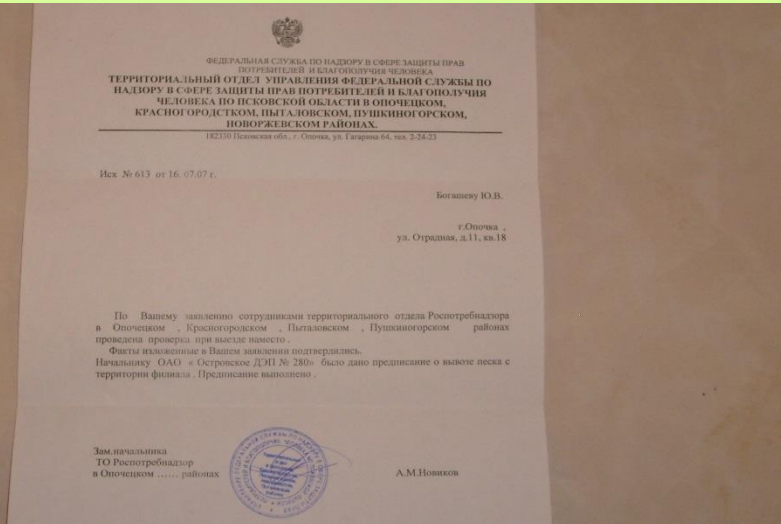 ФЕДЕРАЛЬНАЯ СЛУЖБА ПО НАДЗОРУ В СФЕРЕ ЗАЩИТЫ ПРАВ
ПОТРЕБИТЕЛЕЙ И БЛАГОПОЛУЧИЯ ЧЕЛОВЕКА
ТЕРРИТОРИАЛЬНЫЙ ОТДЕЛ УПРАВЛЕНИЯ ФЕДЕРАЛЬНОЙ СЛУЖБЫ ПО
НАДЗОРУ В СФЕРЕ ЗАЩИТЫ ПРАВ ПОТРЕБИТЕЛЕЙ И БЛАГОПОЛУЧИЯ
ЧЕЛОВЕКА ПО ПСКОВСКОЙ ОБЛАСТИ В ОПОЧЕЦКОМ,
КРАСНОГОРОДСТКОМ, ПЫТАЛОВСКОМ, ПУШКИНОГОРСКОМ,
НОВОРЖЕВСКОМ РАЙОНАХ.
182330 Псковская обл., г. Опочка, ул. Гагарина 64, тел. 2-24-23
Исх № 613 от 16. 07.07 г.
Богашеву Ю.В.
г.Опочка ,
ул. Отрадная, д.11, кв.18
По Вашему заявлению сотрудниками территориального отдела Роспотребнадзора
в Опочецком , Красногородском , Пыталовском , Пушкиногорском районах
проведена проверка при выезде наместо .
Факты изложенные в Вашем заявлении подтвердились.
Начальнику ОАО « Островское ДЭП № 280» было дано предписание о вывозе песка с
территории филиала . Предписание выполнено .
Зам.начальника
ТО Роспотребнадзор
в Опочецком …… районах
А.М.Новиков